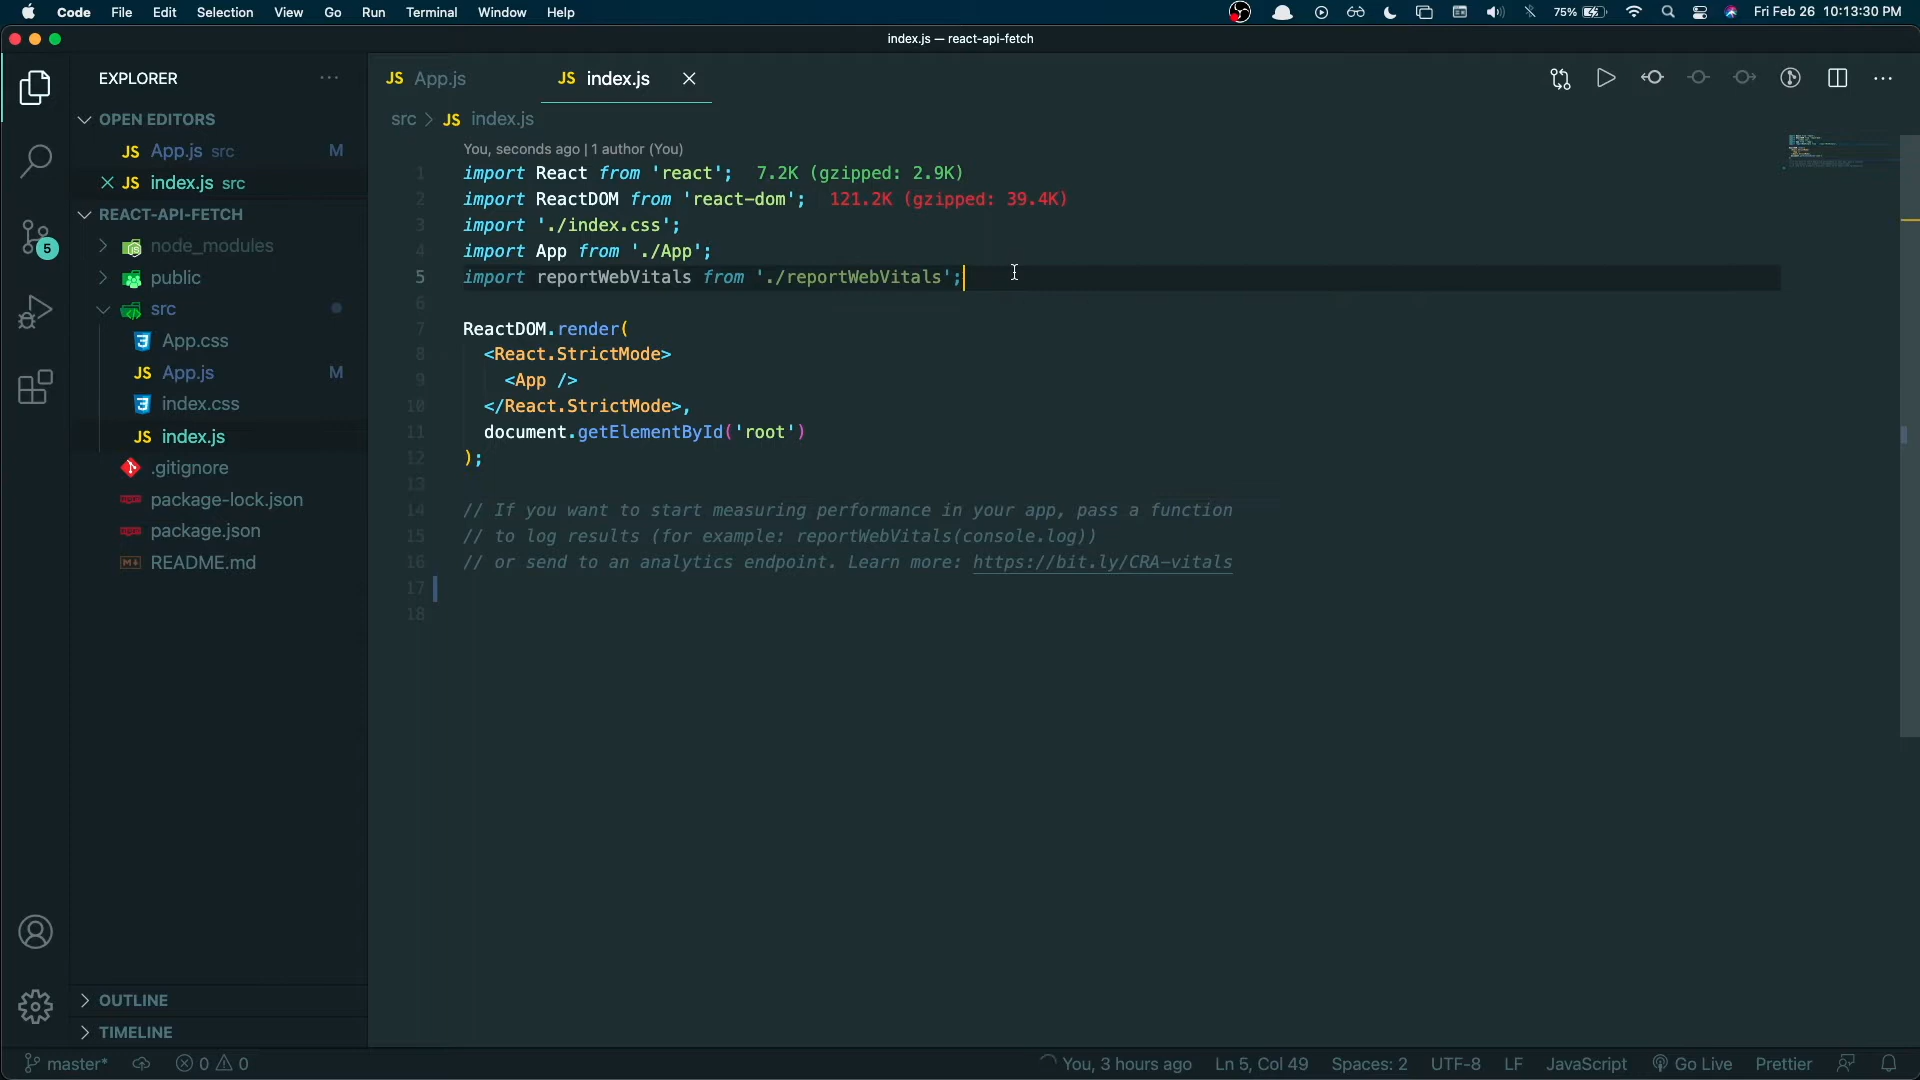 Code File Edit Selection View Go Run Terminal Window Help 75% Fri Feb 26 10:13:30 PM
index.js — react-api-fetch
EXPLORER
OPEN EDITORS
JS App.js src M
JS index.js src
REACT-API-FETCH
node_modules
public
src
App.css
JS App.js M
index.css
JS index.js
.gitignore
package-lock.json
package.json
README.md
OUTLINE
TIMELINE
5
JS App.js JS index.js
src > JS index.js
You, seconds ago | 1 author (You)
1 import React from 'react'; 7.2K (gzipped: 2.9K)
2 import ReactDOM from 'react-dom'; 121.2K (gzipped: 39.4K)
3 import './index.css';
4 import App from './App';
5 import reportWebVitals from './reportWebVitals';
6
7 ReactDOM.render(
8 <React.StrictMode>
9 <App />
10 </React.StrictMode>,
11 document.getElementById('root')
12 );
13
14 // If you want to start measuring performance in your app, pass a function
15 // to log results (for example: reportWebVitals(console.log))
16 // or send to an analytics endpoint. Learn more: https://bit.ly/CRA-vitals
17
18
master* 0 0 You, 3 hours ago Ln 5, Col 49 Spaces: 2 UTF-8 LF JavaScript Go Live Prettier